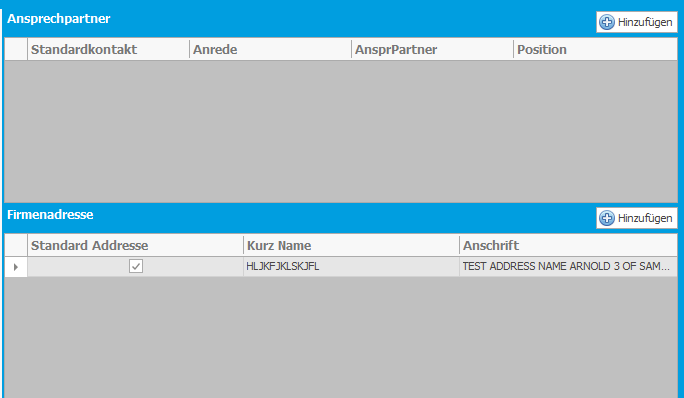 Ansprechpartner
Hinzufügen
Standardkontakt Anrede AnsprPartner Position
Firmenadresse
Hinzufügen
Standard Addresse Kurz Name Anschrift
HLJKFJKLSKJFL TEST ADDRESS NAME ARNOLD 3 OF SAM...